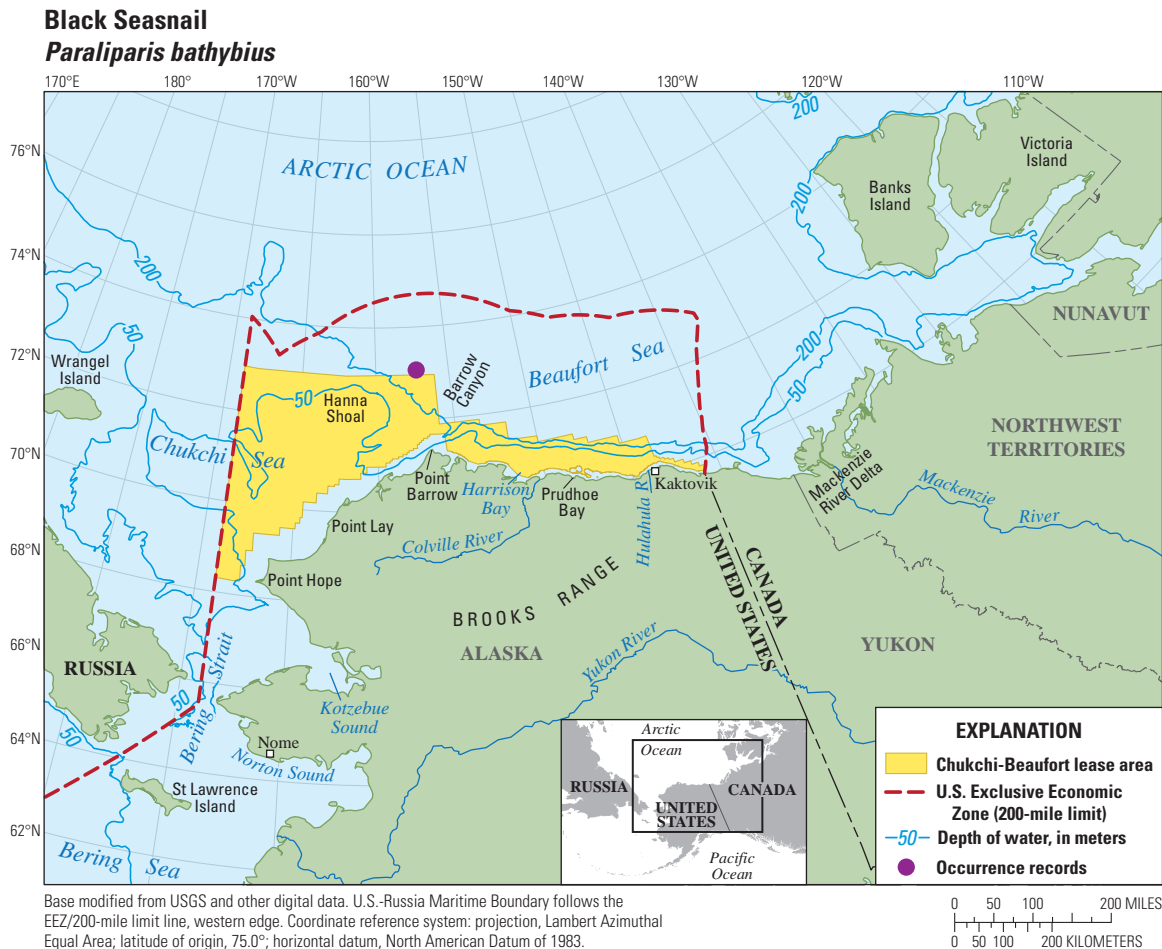 Black Seasnail
Paraliparis bathybius
170°E
180°
170°W
160°W
150°W
140°W
130°W
120°W
110°W
76°N
74°N
72°N
70°N
68°N
66°N
64°N
62°N
ARCTIC OCEAN
200
200
200
200
Victoria
Island
Banks
Island
NUNAVUT
50
Wrangel
Island
Beaufort Sea
Barrow
Canyon
50
Hanna
Shoal
50
Chukchi Sea
NORTHWEST
TERRITORIES
Point
Barrow
Harrison
Bay
Prudhoe
Bay
Hulahula R.
Kaktovik
Mackenzie
River Delta
Mackenzie
River
Point Lay
Colville River
Point Hope
BROOKS RANGE
CANADA
UNITED STATES
ALASKA
YUKON
Yukon River
RUSSIA
Bering Strait
50
50
Kotzebue
Sound
Nome
Norton Sound
St Lawrence
Island
Bering Sea
Arctic
Ocean
RUSSIA
CANADA
UNITED
STATES
Pacific
Ocean
EXPLANATION
Chukchi-Beaufort lease area
U.S. Exclusive Economic
Zone (200-mile limit)
50 Depth of water, in meters
Occurrence records
Base modified from USGS and other digital data. U.S.-Russia Maritime Boundary follows the
EEZ/200-mile limit line, western edge. Coordinate reference system: projection, Lambert Azimuthal
Equal Area; latitude of origin, 75.0°; horizontal datum, North American Datum of 1983.
0 50 100 200 MILES
0 50 100 200 KILOMETERS